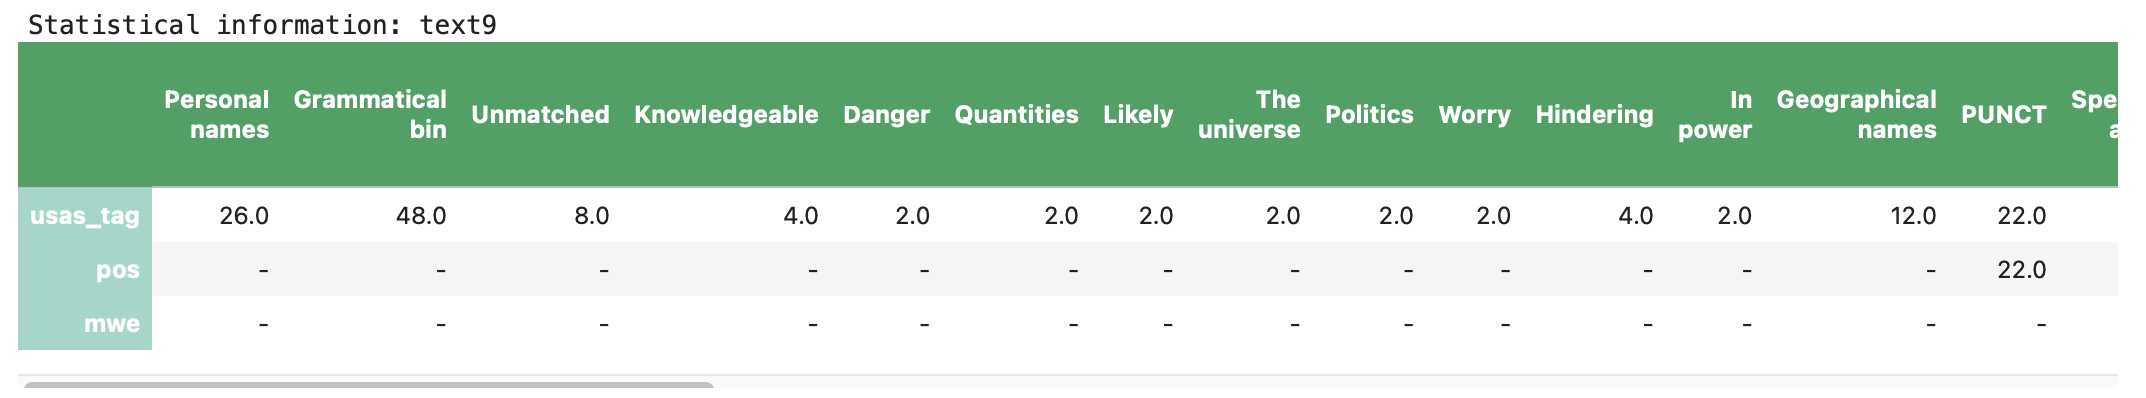 Statistical information: text9
Personal names Grammatical bin Unmatched Knowledgeable Danger Quantities Likely The universe Politics Worry Hindering In power Geographical names PUNCT
usas_tag 26.0 48.0 8.0 4.0 2.0 2.0 2.0 2.0 2.0 2.0 4.0 2.0 12.0 22.0
pos - - - - - - - - - - - - - 22.0
mwe - - - - - - - - - - - - - -